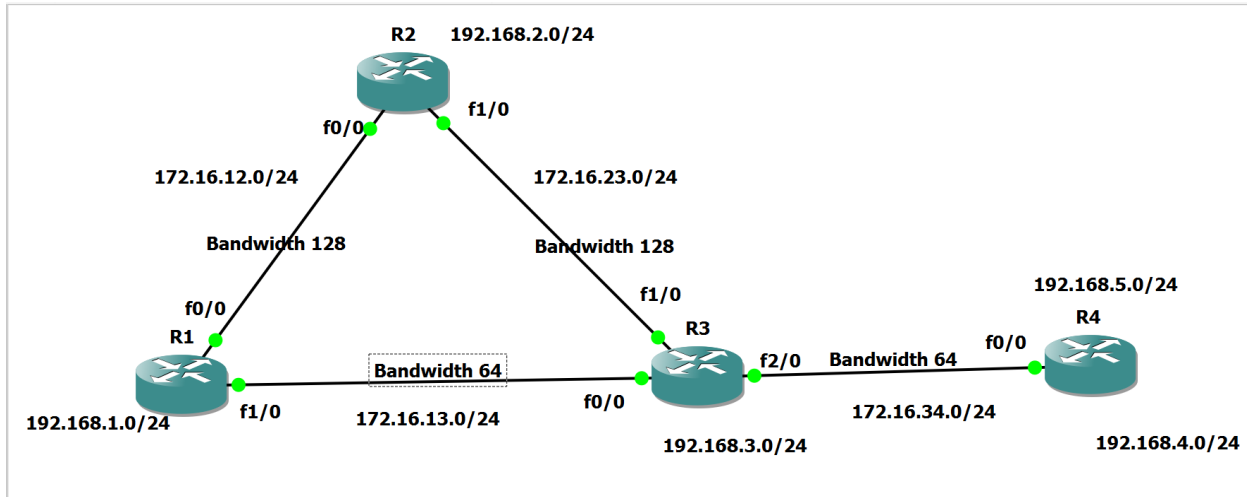 R2
192.168.2.0/24
f0/0
f1/0
172.16.12.0/24
172.16.23.0/24
Bandwidth 128
Bandwidth 128
192.168.5.0/24
f0/0
f1/0
R1
R3
R4
f0/0
f2/0
Bandwidth 64
Bandwidth 64
f1/0
f0/0
192.168.1.0/24
172.16.13.0/24
172.16.34.0/24
192.168.3.0/24
192.168.4.0/24